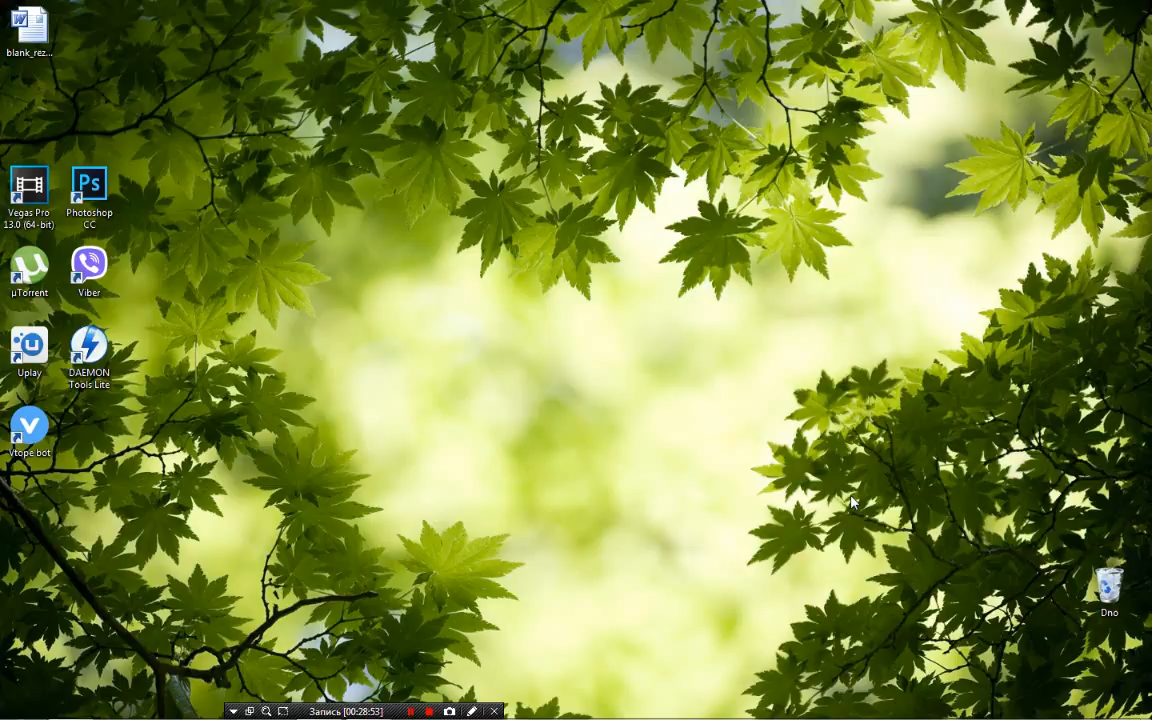 blank_rez...
Vegas Pro
13.0 (64-bit)
Ps
Photoshop
CC
µTorrent
Viber
Uplay
DAEMON
Tools Lite
Vtope bot
Dno
Запись [00:28:53]